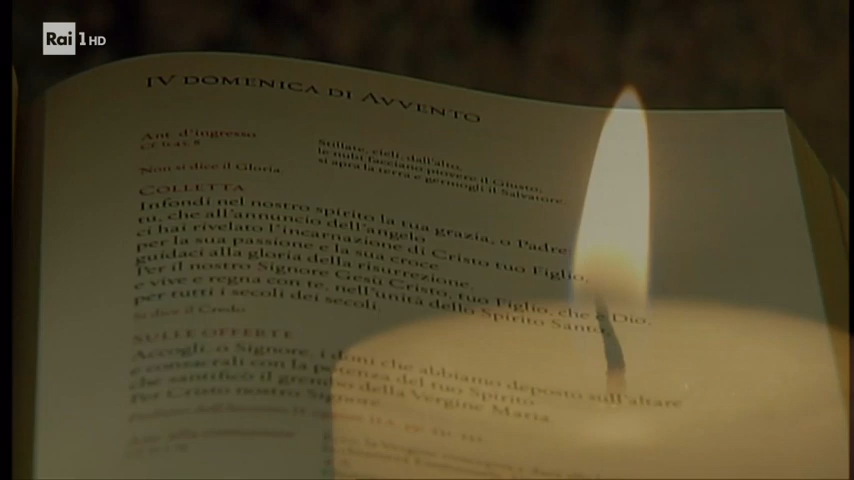 Rai 1 HD
IV DOMENICA DI AVVENTO
Ant. d'ingresso
Stillate, cieli, dall'alto,
le nubi facciano piovere il Giusto;
si apra la terra e germogli il Salvatore.
Non si dice il Gloria.
COLLETTA
Infondi nel nostro spirito la tua grazia, o Padre:
tu, che all'annuncio dell'angelo
ci hai rivelato l'incarnazione di Cristo tuo Figlio,
per la sua passione e la sua croce
guidaci alla gloria della risurrezione.
Per il nostro Signore Gesù Cristo, tuo Figlio, che è Dio,
e vive e regna con te, nell'unità dello Spirito Santo,
per tutti i secoli dei secoli
Si dice il Credo
SULLE OFFERTE
Accogli, o Signore, i doni che abbiamo deposto sull'altare
e consacrali con la potenza del tuo Spirito
che santificò il grembo della Vergine Maria.
Per Cristo nostro Signore.